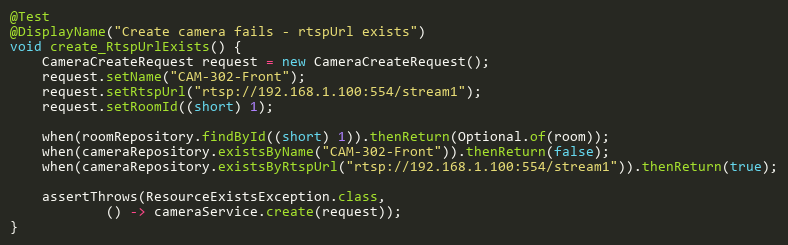 @Test
@DisplayName("Create camera fails - rtspUrl exists")
void create_RtspUrlExists() {
    CameraCreateRequest request = new CameraCreateRequest();
    request.setName("CAM-302-Front");
    request.setRtspUrl("rtsp://192.168.1.100:554/stream1");
    request.setRoomId((short) 1);

    when(roomRepository.findById((short) 1)).thenReturn(Optional.of(room));
    when(cameraRepository.existsByName("CAM-302-Front")).thenReturn(false);
    when(cameraRepository.existsByRtspUrl("rtsp://192.168.1.100:554/stream1")).thenReturn(true);

    assertThrows(ResourceExistsException.class,
            () -> cameraService.create(request));
}